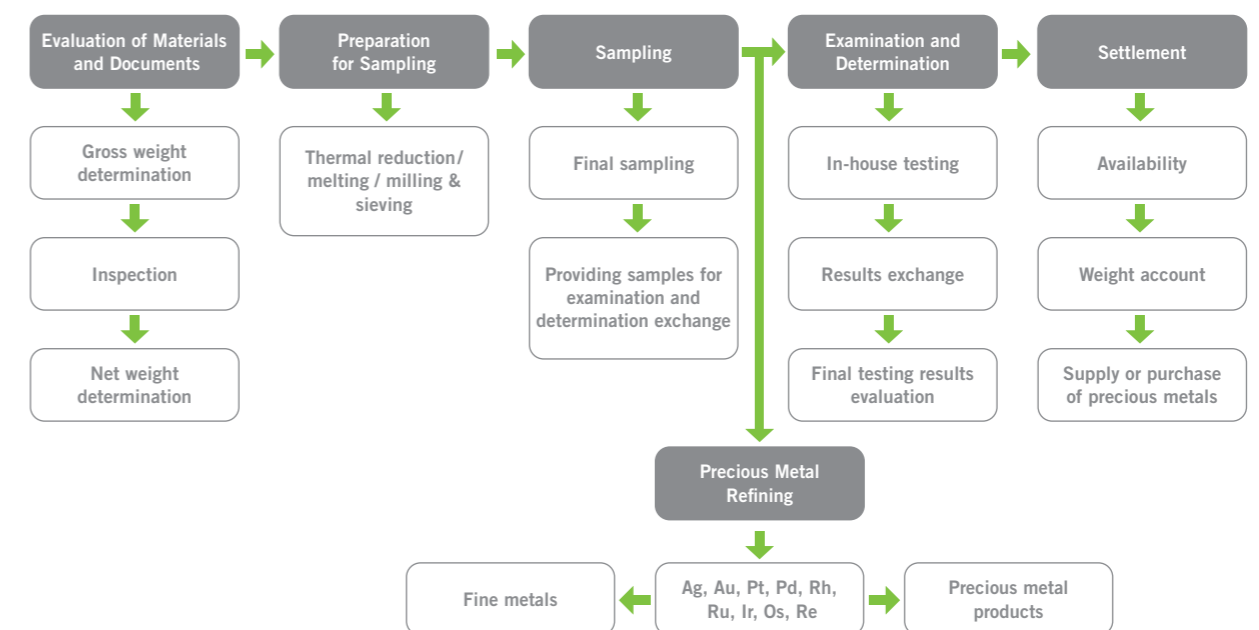 Evaluation of Materials
and Documents
Preparation
for Sampling
Sampling
Examination and
Determination
Settlement
Gross weight
determination
Thermal reduction/
melting / milling &
sieving
Final sampling
In-house testing
Availability
Inspection
Providing samples for
examination and
determination exchange
Results exchange
Weight account
Net weight
determination
Final testing results
evaluation
Supply or purchase
of precious metals
Precious Metal
Refining
Fine metals
Ag, Au, Pt, Pd, Rh,
Ru, Ir, Os, Re
Precious metal
products